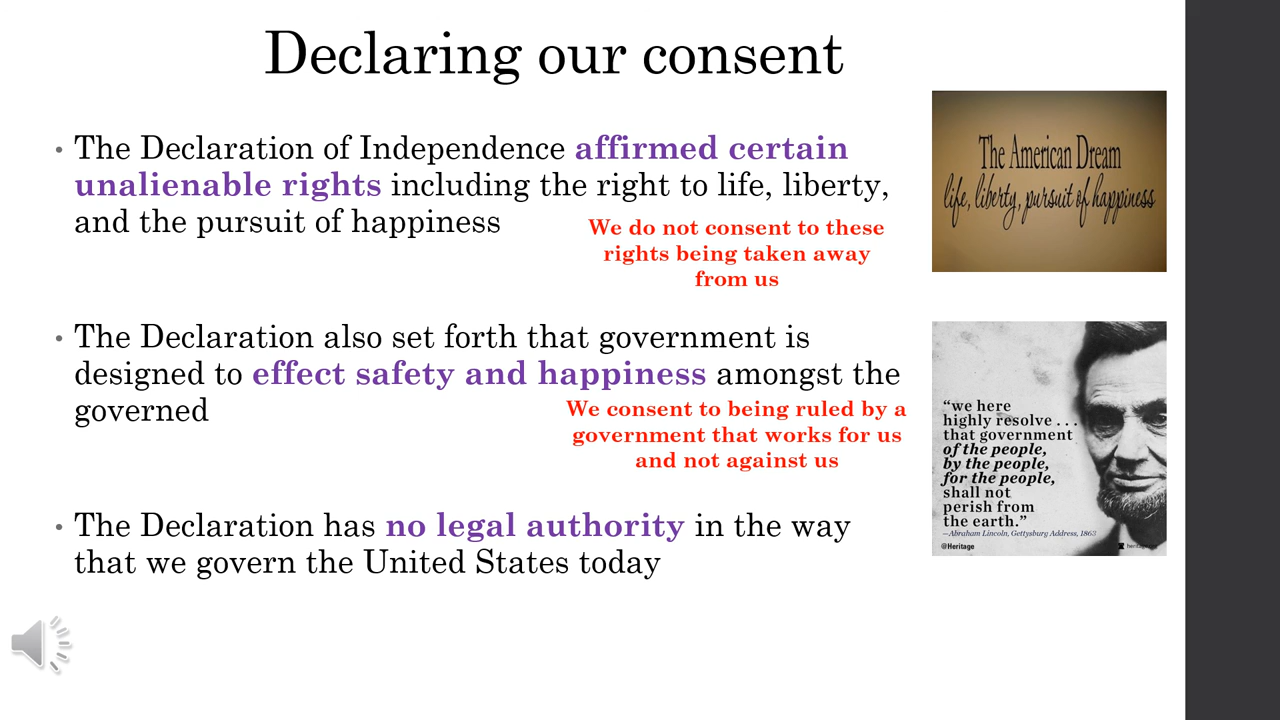 Declaring our consent
• The Declaration of Independence affirmed certain
unalienable rights including the right to life, liberty,
and the pursuit of happiness
We do not consent to these
rights being taken away
from us
The American Dream
life, liberty, pursuit of happiness
• The Declaration also set forth that government is
designed to effect safety and happiness amongst the
governed
We consent to being ruled by a
government that works for us
and not against us
“we here
highly resolve . . .
that government
of the people,
by the people,
for the people,
shall not
perish from
the earth.”
—Abraham Lincoln, Gettysburg Address, 1863
@Heritage
• The Declaration has no legal authority in the way
that we govern the United States today